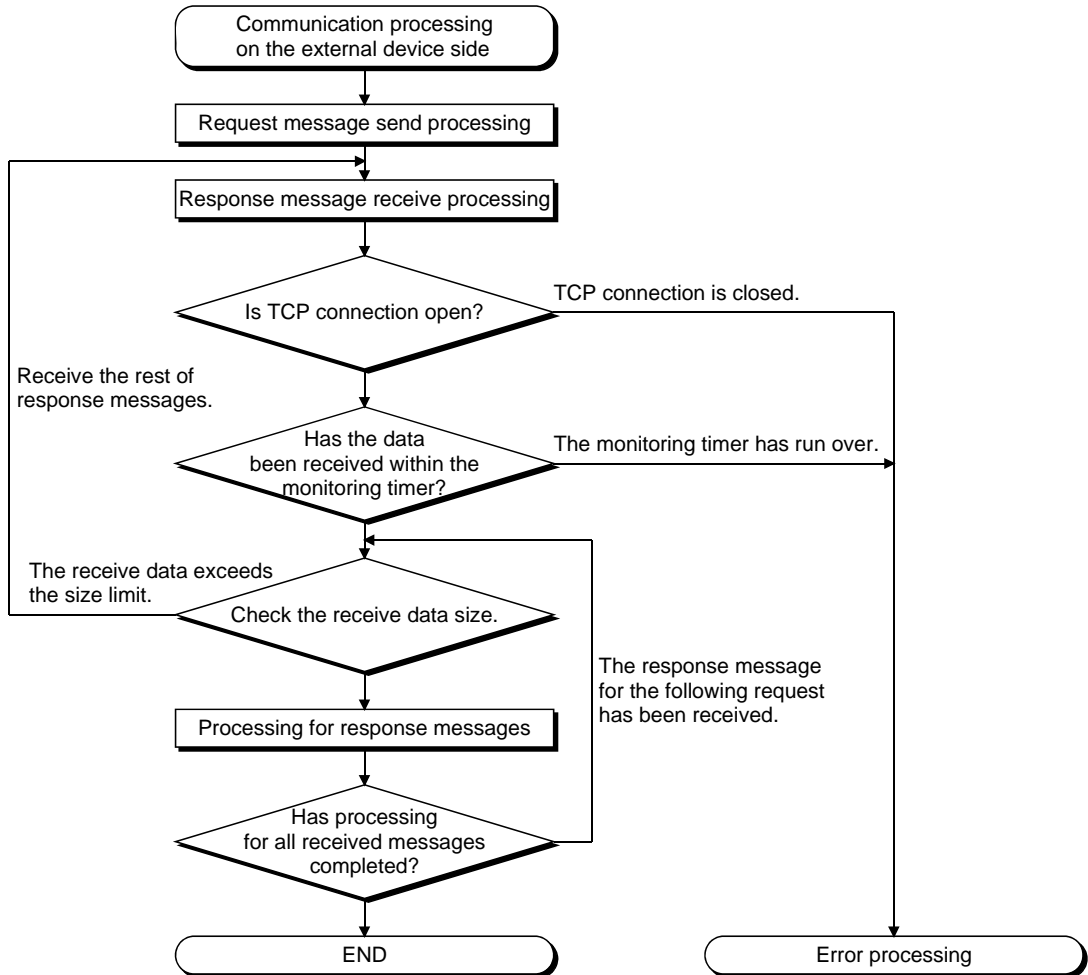 Communication processing
on the external device side
Request message send processing
Response message receive processing
Is TCP connection open?
TCP connection is closed.
Receive the rest of
response messages.
Has the data
been received within the
monitoring timer?
The monitoring timer has run over.
The receive data exceeds
the size limit.
Check the receive data size.
The response message
for the following request
has been received.
Processing for response messages
Has processing
for all received messages
completed?
END
Error processing